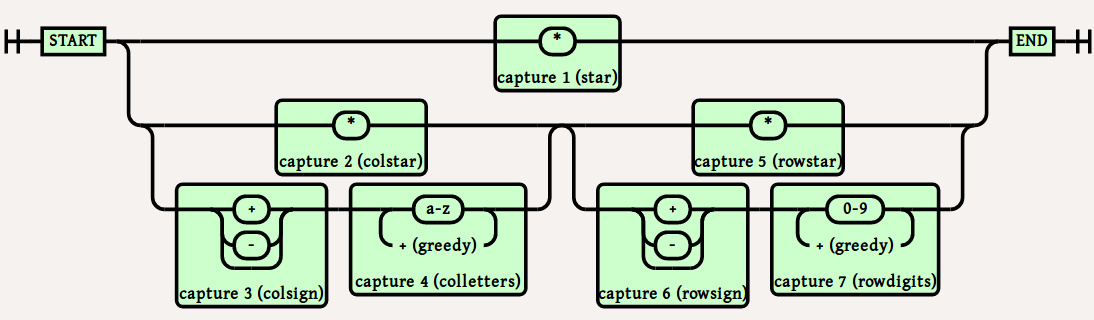 START * END
capture 1 (star)
* *
capture 2 (colstar) capture 5 (rowstar)
+ a-z + 0-9
- + (greedy) - + (greedy)
capture 4 (colletters) capture 7 (rowdigits)
capture 3 (colsign) capture 6 (rowsign)